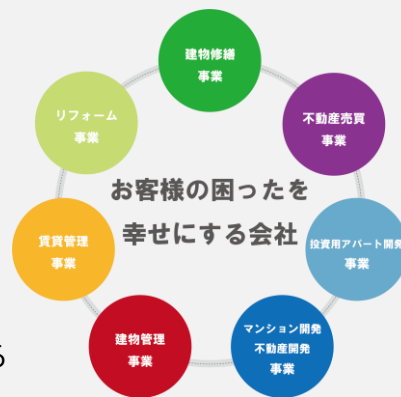 建物修繕
事業
不動産売買
事業
投資用アパート開発
事業
マンション開発
不動産開発
事業
建物管理
事業
賃貸管理
事業
リフォーム
事業
お客様の困ったを
幸せにする会社
る